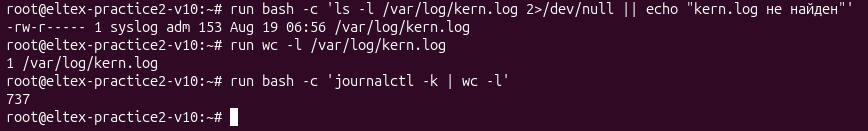 root@eltex-practice2-v10:~# run bash -c 'ls -l /var/log/kern.log 2>/dev/null || echo "kern.log не найден"'
-rw-r----- 1 syslog adm 153 Aug 19 06:56 /var/log/kern.log
root@eltex-practice2-v10:~# run wc -l /var/log/kern.log
1 /var/log/kern.log
root@eltex-practice2-v10:~# run bash -c 'journalctl -k | wc -l'
737
root@eltex-practice2-v10:~#